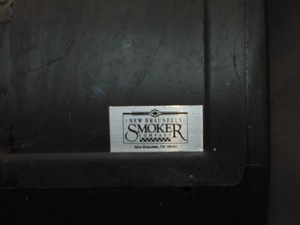 NEW BRAUNFELS
SMOKER
COMPANY
New Braunfels, TX 78131